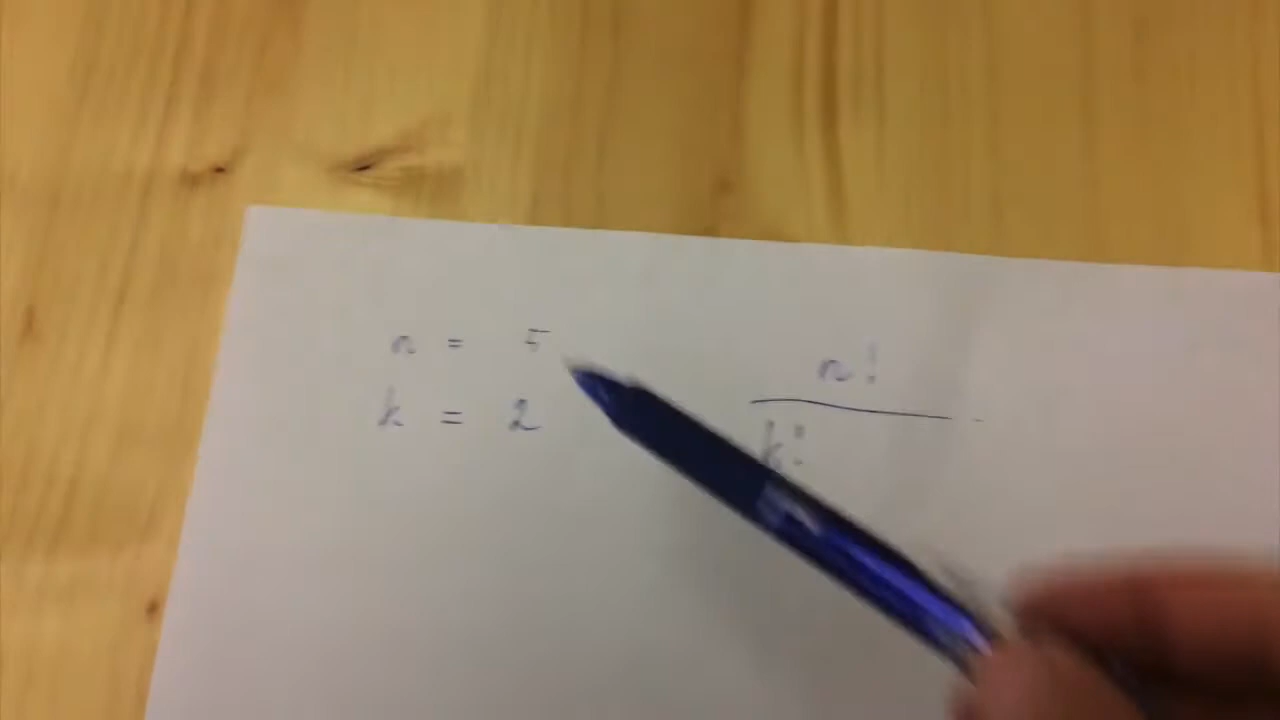 n = 5
k = 2
n!
k!